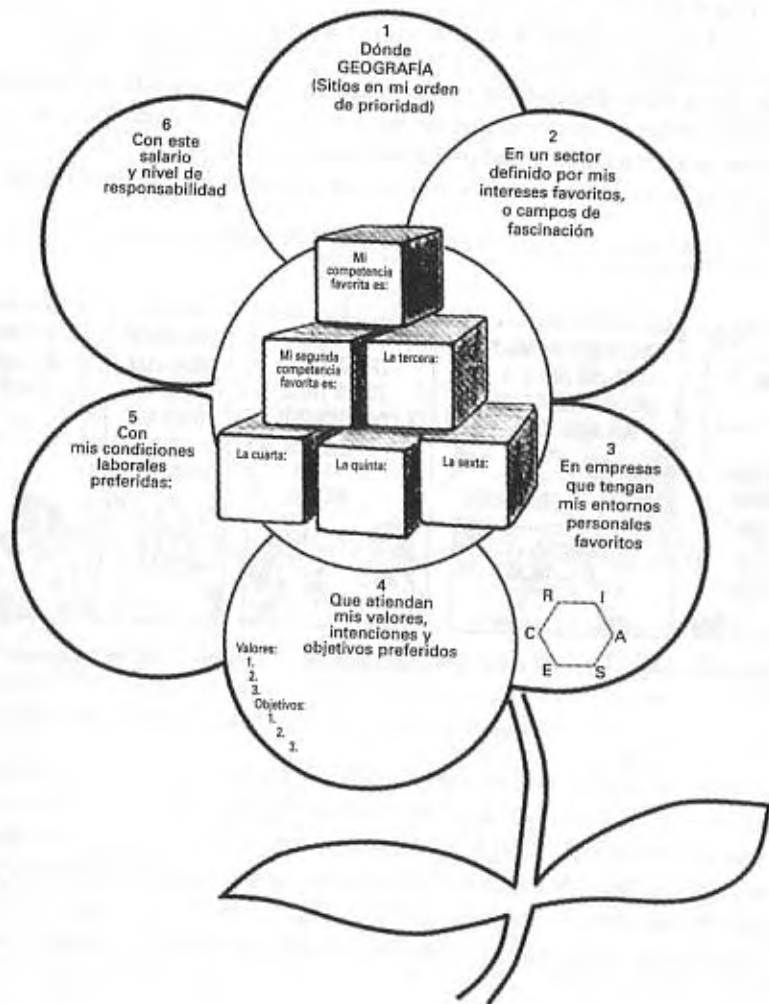 1
Dónde
GEOGRAFÍA
(Sitios en mi orden
de prioridad)
2
En un sector
definido por mis
intereses favoritos,
o campos de
fascinación
3
En empresas
que tengan
mis entornos
personales
favoritos
R I
C A
E S
4
Que atiendan
mis valores,
intenciones y
objetivos preferidos
Valores:
1.
2.
3.
Objetivos:
1.
2.
3.
5
Con
mis condiciones
laborales
preferidas:
6
Con este
salario
y nivel de
responsabilidad
Mi
competencia
favorita es:
Mi segunda
competencia
favorita es:
La tercera:
La cuarta:
La quinta:
La sexta: